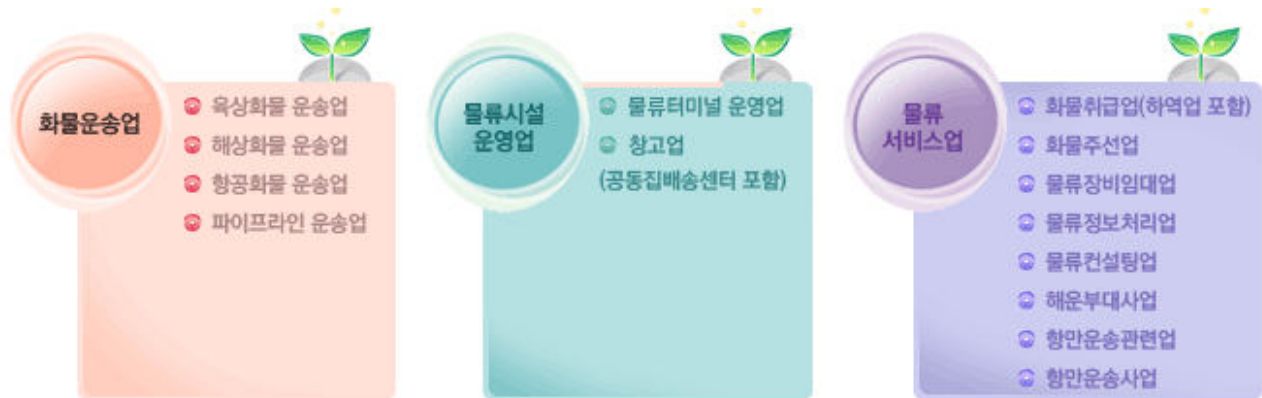 화물운송업
육상화물 운송업
해상화물 운송업
항공화물 운송업
파이프라인 운송업
물류시설
운영업
물류터미널 운영업
창고업
(공동집배송센터 포함)
물류
서비스업
화물취급업(하역업 포함)
화물주선업
물류장비임대업
물류정보처리업
물류컨설팅업
해운부대사업
항만운송관련업
항만운송사업